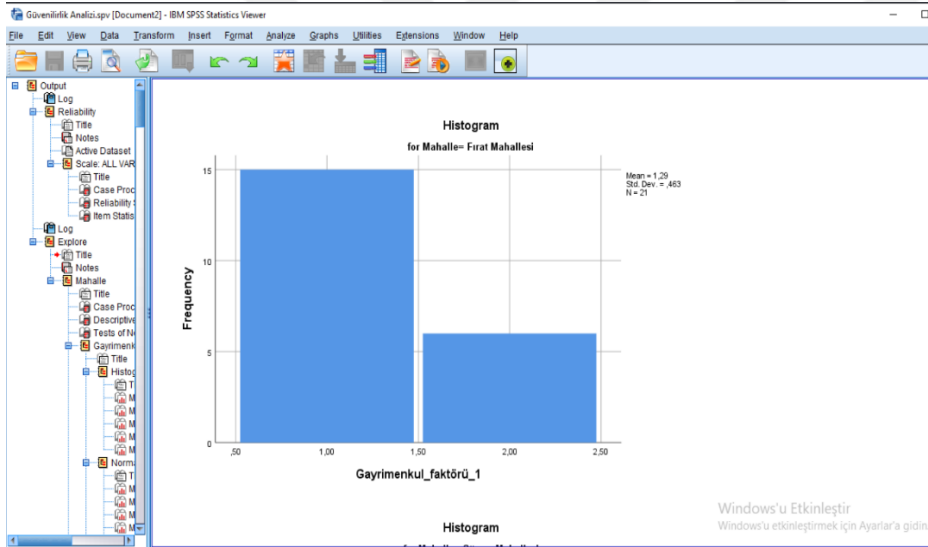 Güvenilirlik Analizi.spv [Document2] - IBM SPSS Statistics Viewer
File Edit View Data Transform Insert Format Analyze Graphs Utilities Extensions Window Help
Output
Log
Reliability
Title
Notes
Active Dataset
Scale: ALL VAR
Title
Case Proc
Reliability
Item Statis
Log
Explore
Title
Notes
Mahalle
Title
Case Proc
Descriptive
Tests of No
Gayrimenk
Title
Histog
T
M
M
M
M
M
Norma
T
M
M
M
M
Histogram
for Mahalle= Fırat Mahallesi
Mean = 1,29
Std. Dev. = ,463
N = 21
15
10
5
0
Frequency
,50 1,00 1,50 2,00 2,50
Gayrimenkul_faktörü_1
Histogram
Windows'u Etkinleştir
Windows'u etkinleştirmek için Ayarlar'a gidin.